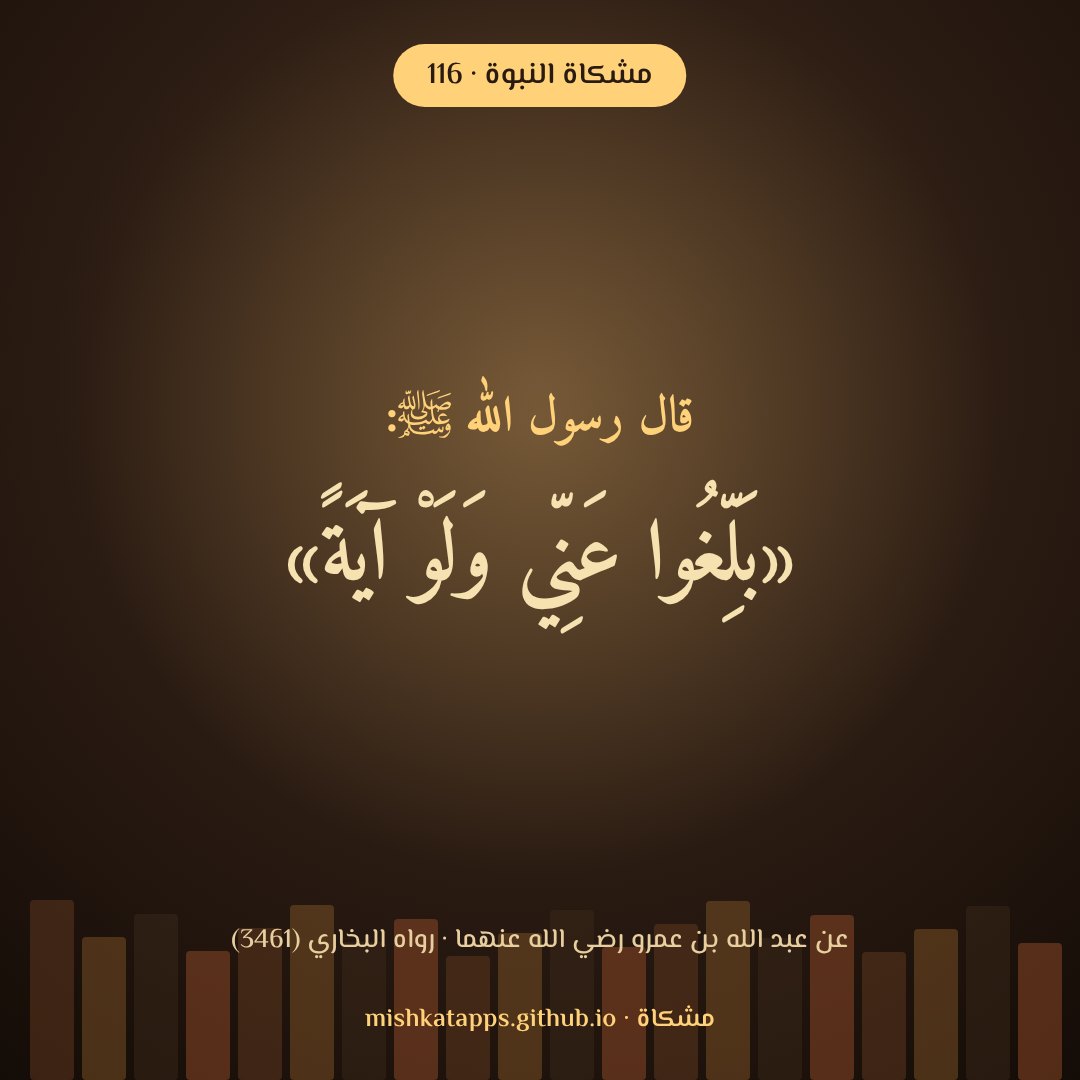 مشكاة النبوة · 116
قال رسول الله ﷺ:
«بَلِّغُوا عَنِّي وَلَوْ آيَةً»
عن عبد الله بن عمرو رضي الله عنهما · رواه البخاري (3461)
مشكاة · mishkatapps.github.io